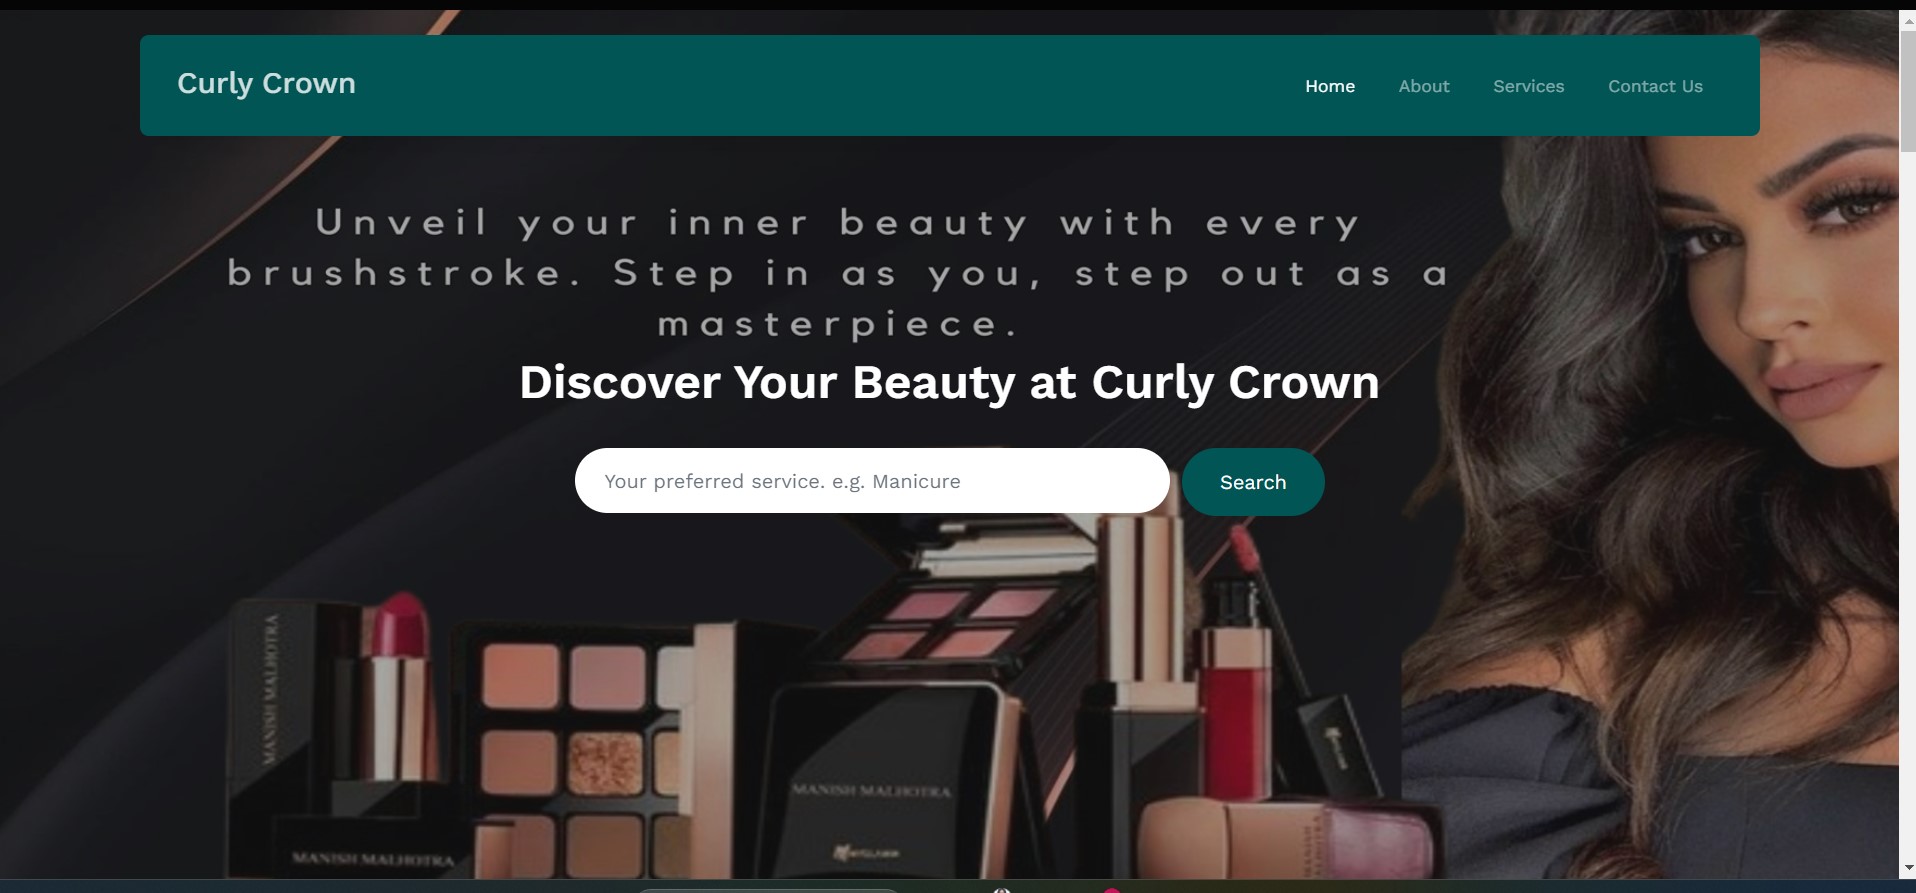 Curly Crown
Home About Services Contact Us
Unveil your inner beauty with every
brushstroke. Step in as you, step out as a
masterpiece.
Discover Your Beauty at Curly Crown
Your preferred service. e.g. Manicure
Search
MANISH MALHOTRA
MANISH MALHOTRA
MANISH MALHOTRA